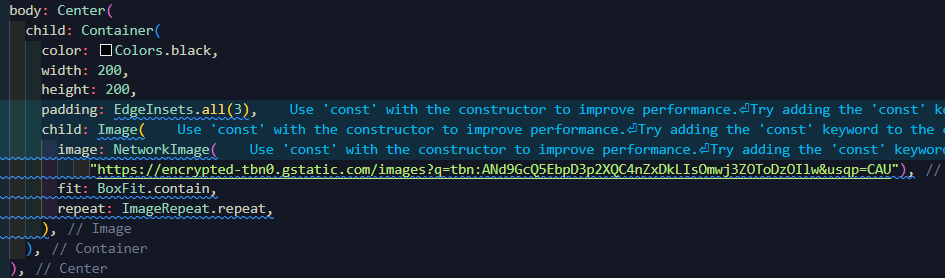 body: Center(
child: Container(
color: Colors.black,
width: 200,
height: 200,
padding: EdgeInsets.all(3), Use 'const' with the constructor to improve performance.⏎Try adding the 'const' ke
child: Image( Use 'const' with the constructor to improve performance.⏎Try adding the 'const' keyword to the c
image: NetworkImage( Use 'const' with the constructor to improve performance.⏎Try adding the 'const' keyword
"https://encrypted-tbn0.gstatic.com/images?q=tbn:ANd9GcQ5EbpD3p2XQC4nZxDkLIsOmwj3ZOToDzOIlw&usqp=CAU"), //
fit: BoxFit.contain,
repeat: ImageRepeat.repeat,
), // Image
), // Container
), // Center